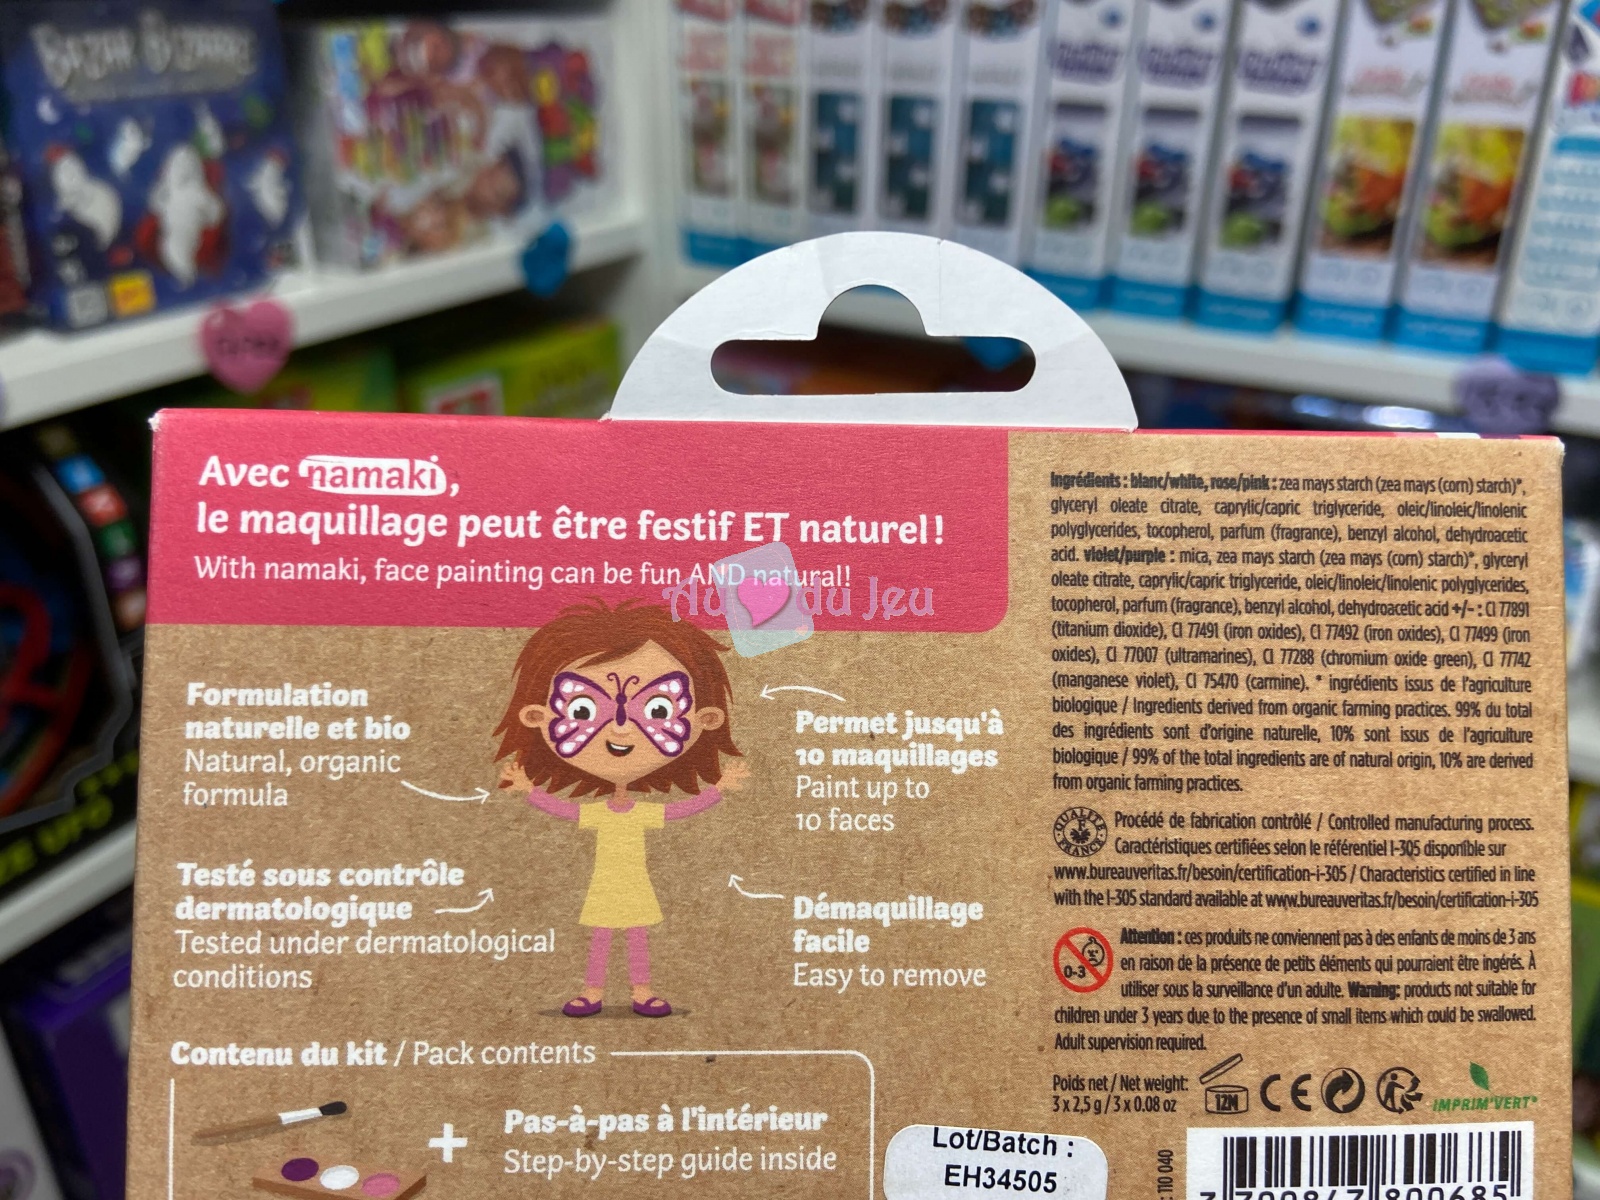 BAZAR BIZARRE
Avec namaki,
le maquillage peut être festif ET naturel!
With namaki, face painting can be fun AND natural!
Au du Jeu
Formulation
naturelle et bio
Natural, organic
formula
Permet jusqu'à
10 maquillages
Paint up to
10 faces
Testé sous contrôle
dermatologique
Tested under dermatological
conditions
Démaquillage
facile
Easy to remove
Contenu du kit / Pack contents
+
Pas-à-pas à l'intérieur
Step-by-step guide inside
Ingrédients : blanc/white, rose/pink : zea mays starch (zea mays (corn) starch)*,
glyceryl oleate citrate, caprylic/capric triglyceride, oleic/linoleic/linolenic
polyglycerides, tocopherol, parfum (fragrance), benzyl alcohol, dehydroacetic
acid. violet/purple : mica, zea mays starch (zea mays (corn) starch)*, glyceryl
oleate citrate, caprylic/capric triglyceride, oleic/linoleic/linolenic polyglycerides,
tocopherol, parfum (fragrance), benzyl alcohol, dehydroacetic acid +/- : CI 77891
(titanium dioxide), CI 77491 (iron oxides), CI 77492 (iron oxides), CI 77499 (iron
oxides), CI 77007 (ultramarines), CI 77288 (chromium oxide green), CI 77742
(manganese violet), CI 75470 (carmine). * ingrédients issus de l'agriculture
biologique / Ingredients derived from organic farming practices. 99% du total
des ingrédients sont d'origine naturelle, 10% sont issus de l'agriculture
biologique / 99% of the total ingredients are of natural origin, 10% are derived
from organic farming practices.
QUALITÉ
FRANCE
Procédé de fabrication contrôlé / Controlled manufacturing process.
Caractéristiques certifiées selon le référentiel I-305 disponible sur
www.bureauveritas.fr/besoin/certification-i-305 / Characteristics certified in line
with the I-305 standard available at www.bureauveritas.fr/besoin/certification-i-305
0-3
Attention : ces produits ne conviennent pas à des enfants de moins de 3 ans
en raison de la présence de petits éléments qui pourraient être ingérés. À
utiliser sous la surveillance d'un adulte. Warning: products not suitable for
children under 3 years due to the presence of small items which could be swallowed.
Adult supervision required.
Poids net / Net weight:
3 x 2,5 g / 3 x 0.08 oz
12M
CE
IMPRIM'VERT®
Lot/Batch :
EH34505
: 110 040
3 700847 800685